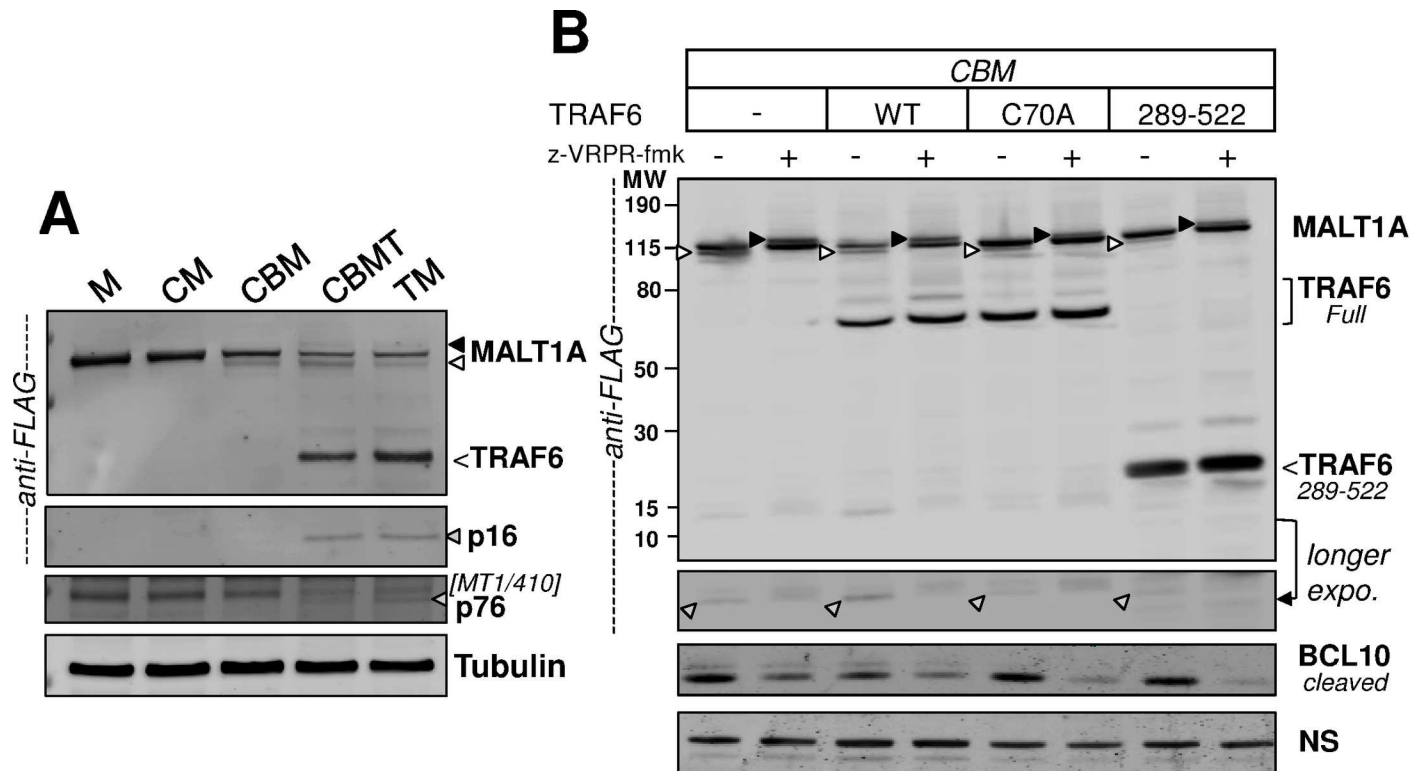 A
M CM CBM CBMT TM
anti-FLAG
MALT1A
<TRAF6
p16
[MT1/410]
p76
Tubulin
B
CBM
TRAF6 - WT C70A 289-522
z-VRPR-fmk - + - + - + - +
anti-FLAG
MW
190
115
80
50
30
15
10
MALT1A
TRAF6
Full
<TRAF6
289-522
longer
expo.
BCL10
cleaved
NS